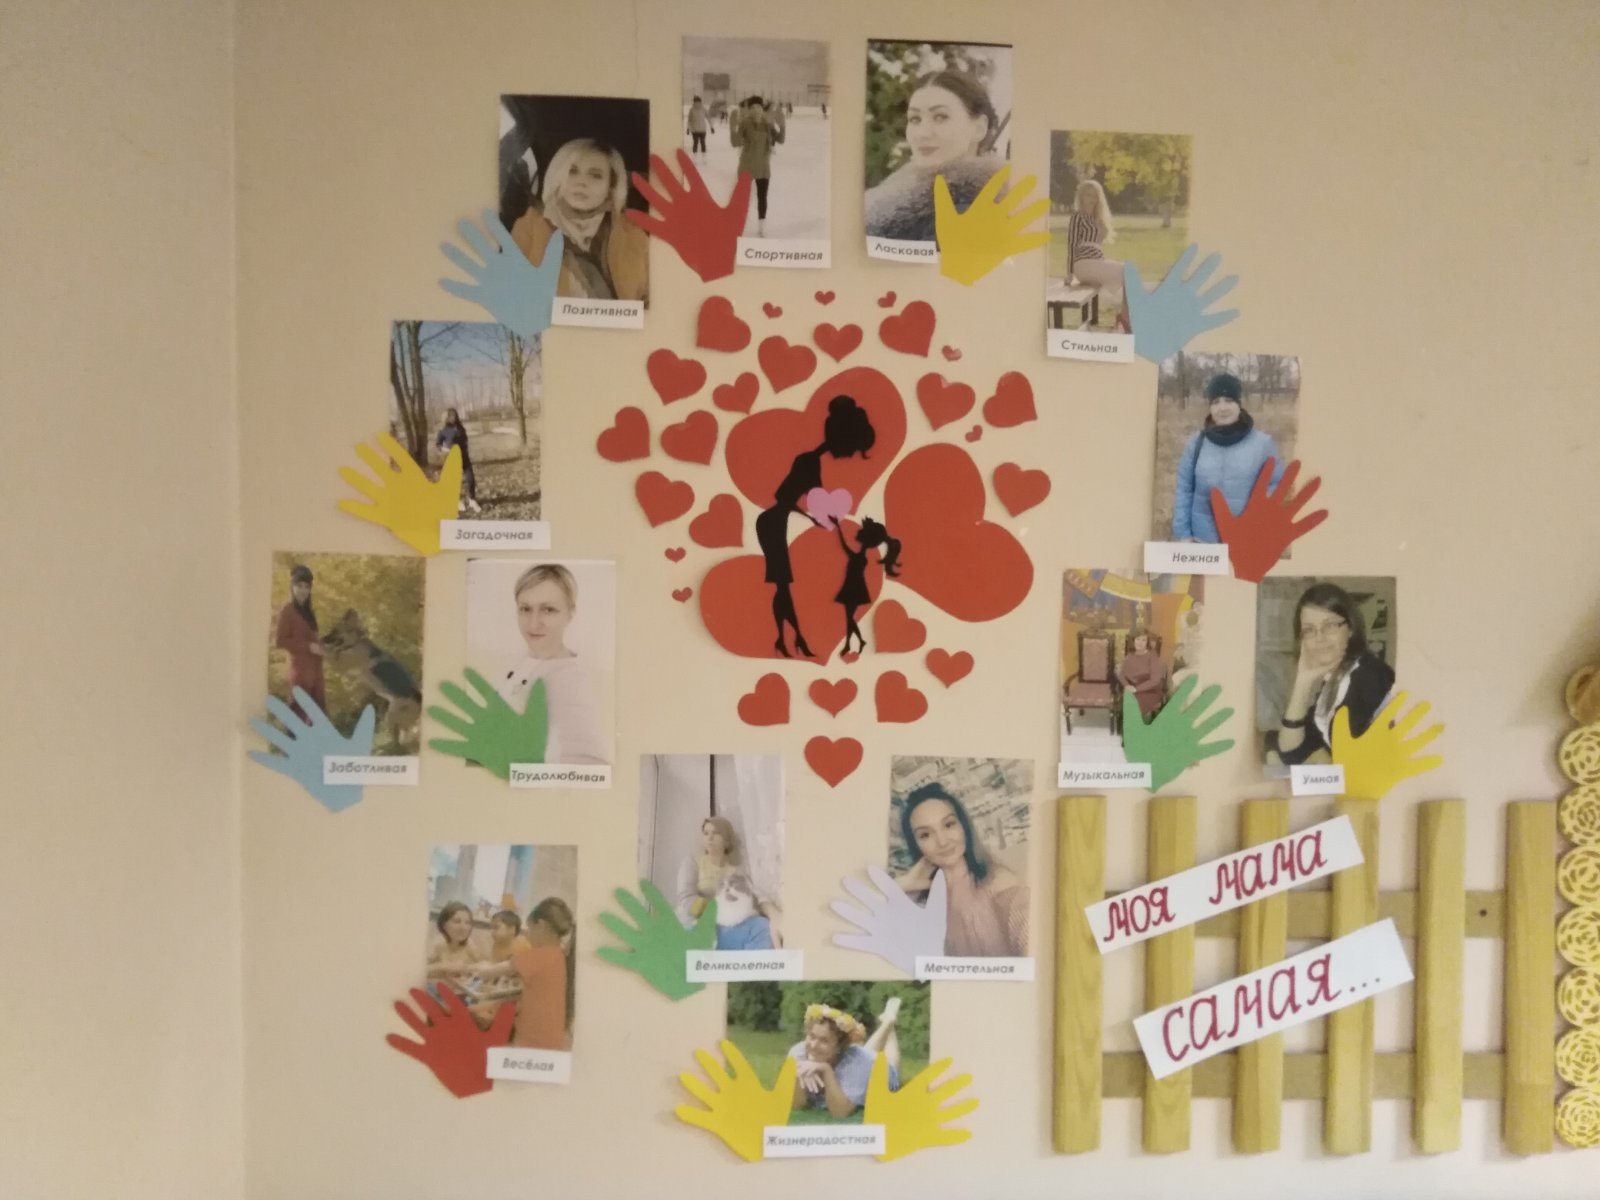 Спортивная
Ласковая
Позитивная
Стильная
Загадочная
Нежная
Заботливая
Трудолюбивая
Музыкальная
Умная
моя мама
самая...
Великолепная
Мечтательная
Весёлая
Жизнерадостная